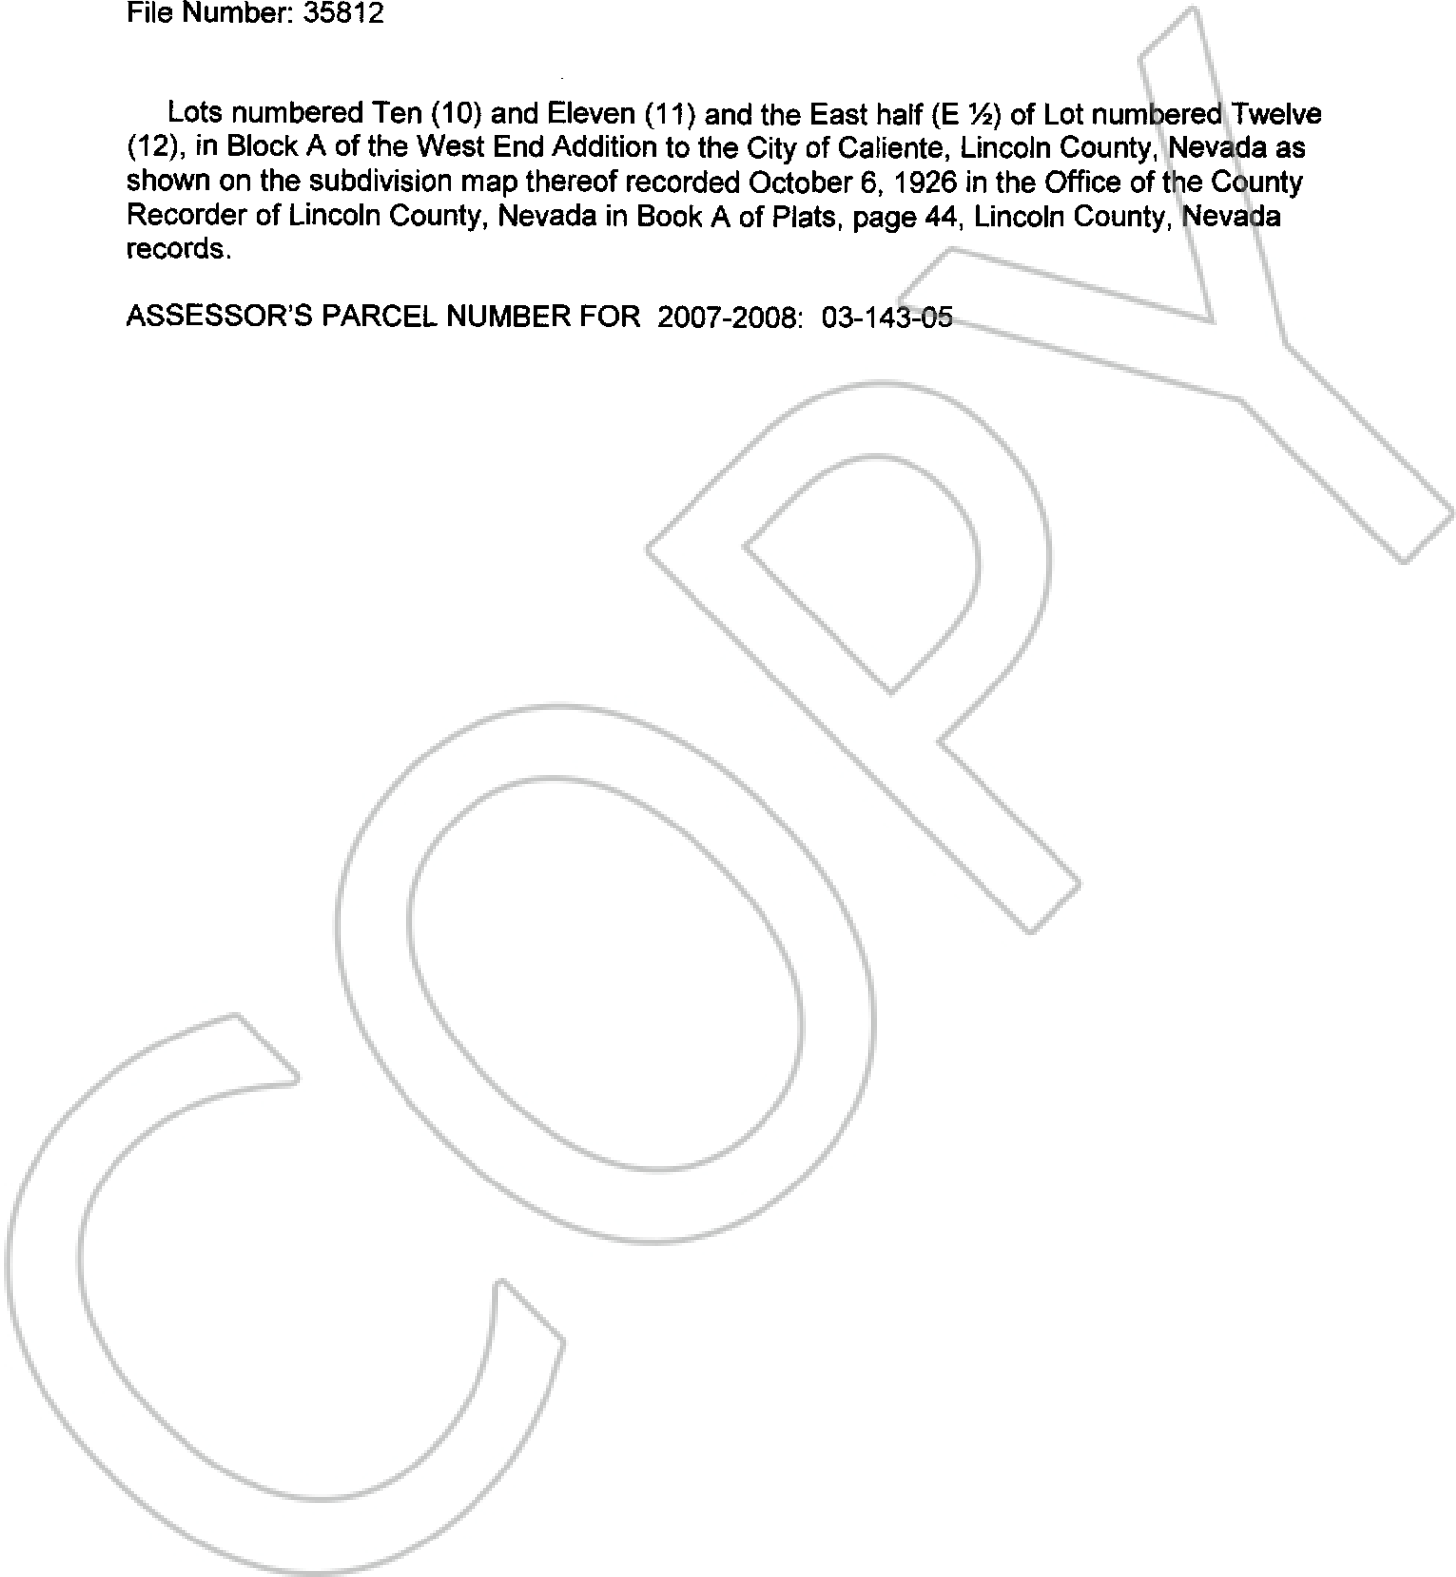 File Number: 35812
Lots numbered Ten (10) and Eleven (11) and the East half (E ½) of Lot numbered Twelve
(12), in Block A of the West End Addition to the City of Caliente, Lincoln County, Nevada as
shown on the subdivision map thereof recorded October 6, 1926 in the Office of the County
Recorder of Lincoln County, Nevada in Book A of Plats, page 44, Lincoln County, Nevada
records.
ASSESSOR'S PARCEL NUMBER FOR 2007-2008: 03-143-05
COPY